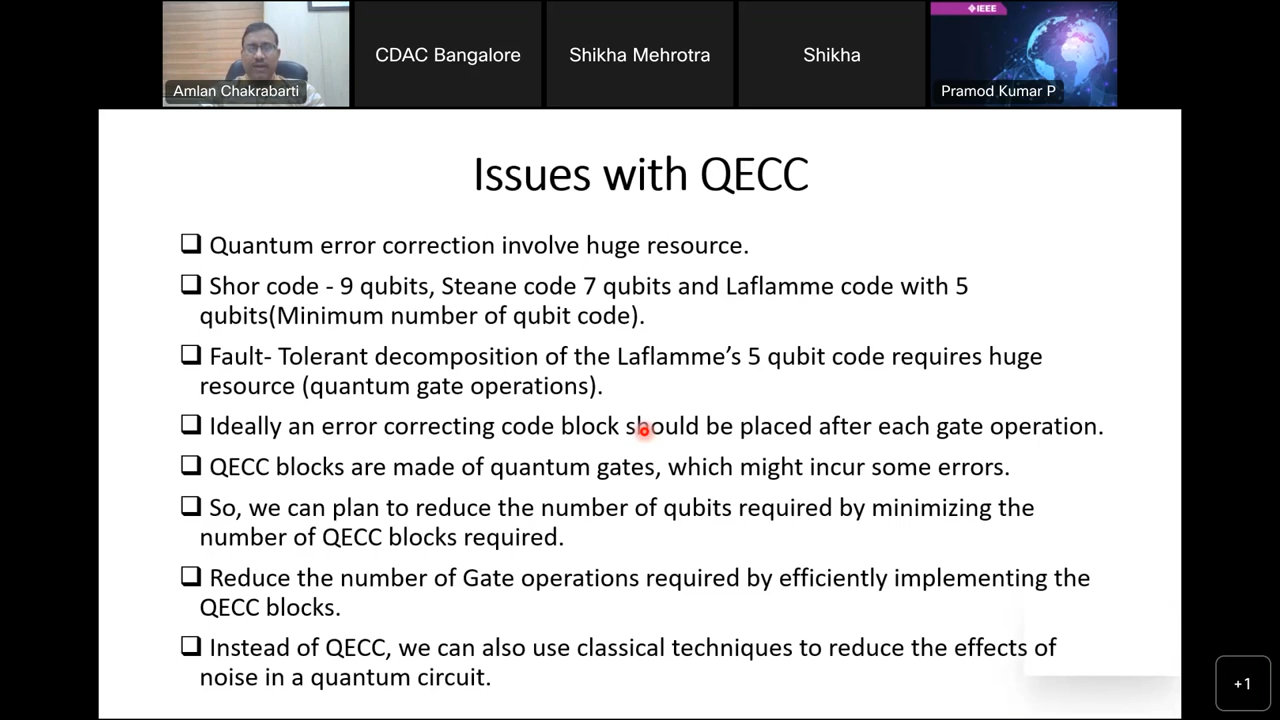 IEEE
Amlan Chakrabarti
CDAC Bangalore
Shikha Mehrotra
Shikha
Pramod Kumar P
Issues with QECC
❑ Quantum error correction involve huge resource.
❑ Shor code - 9 qubits, Steane code 7 qubits and Laflamme code with 5
qubits(Minimum number of qubit code).
❑ Fault- Tolerant decomposition of the Laflamme’s 5 qubit code requires huge
resource (quantum gate operations).
❑ Ideally an error correcting code block should be placed after each gate operation.
❑ QECC blocks are made of quantum gates, which might incur some errors.
❑ So, we can plan to reduce the number of qubits required by minimizing the
number of QECC blocks required.
❑ Reduce the number of Gate operations required by efficiently implementing the
QECC blocks.
❑ Instead of QECC, we can also use classical techniques to reduce the effects of
noise in a quantum circuit.
+1